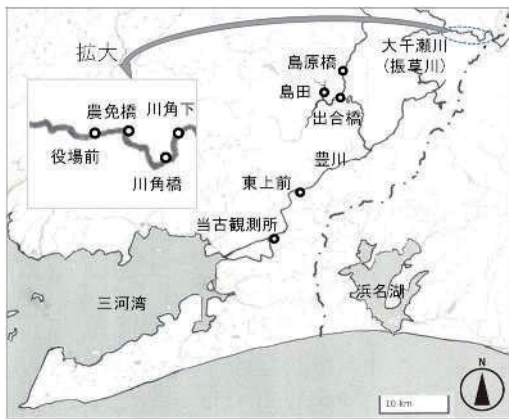 拡大
大千瀬川
(振草川)
島原橋
島田
出合橋
農免橋
川角下
役場前
川角橋
豊川
東上前
当古観測所
三河湾
浜名湖
N
10 km